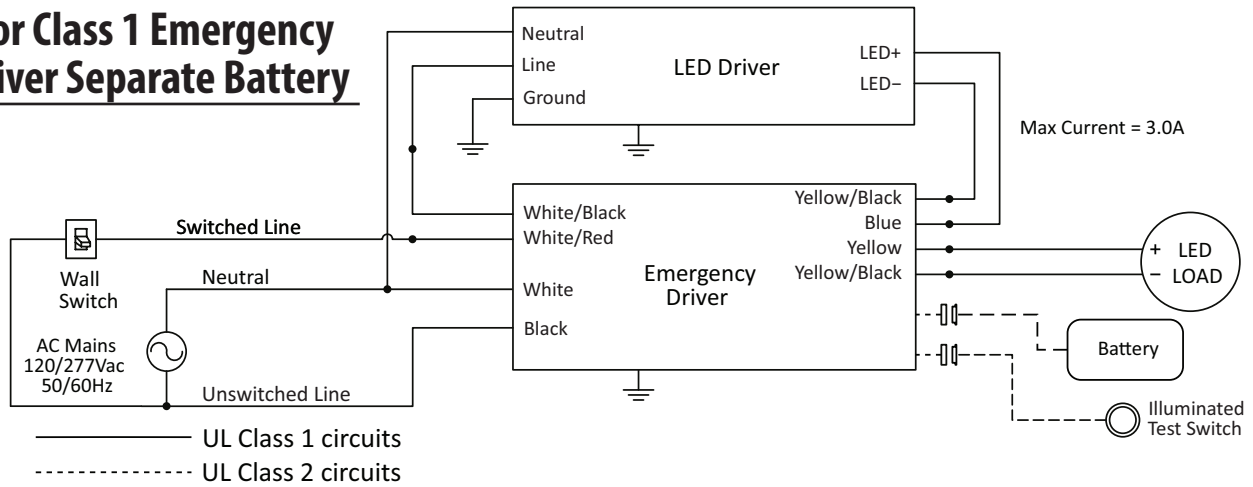 or Class 1 Emergency
iver Separate Battery
Neutral
Line
Ground
LED Driver
LED+
LED−
Max Current = 3.0A
White/Black
White/Red
White
Black
Emergency
Driver
Yellow/Black
Blue
Yellow
Yellow/Black
+ LED
− LOAD
Switched Line
Wall
Switch
Neutral
AC Mains
120/277Vac
50/60Hz
Unswitched Line
Battery
Illuminated
Test Switch
UL Class 1 circuits
UL Class 2 circuits